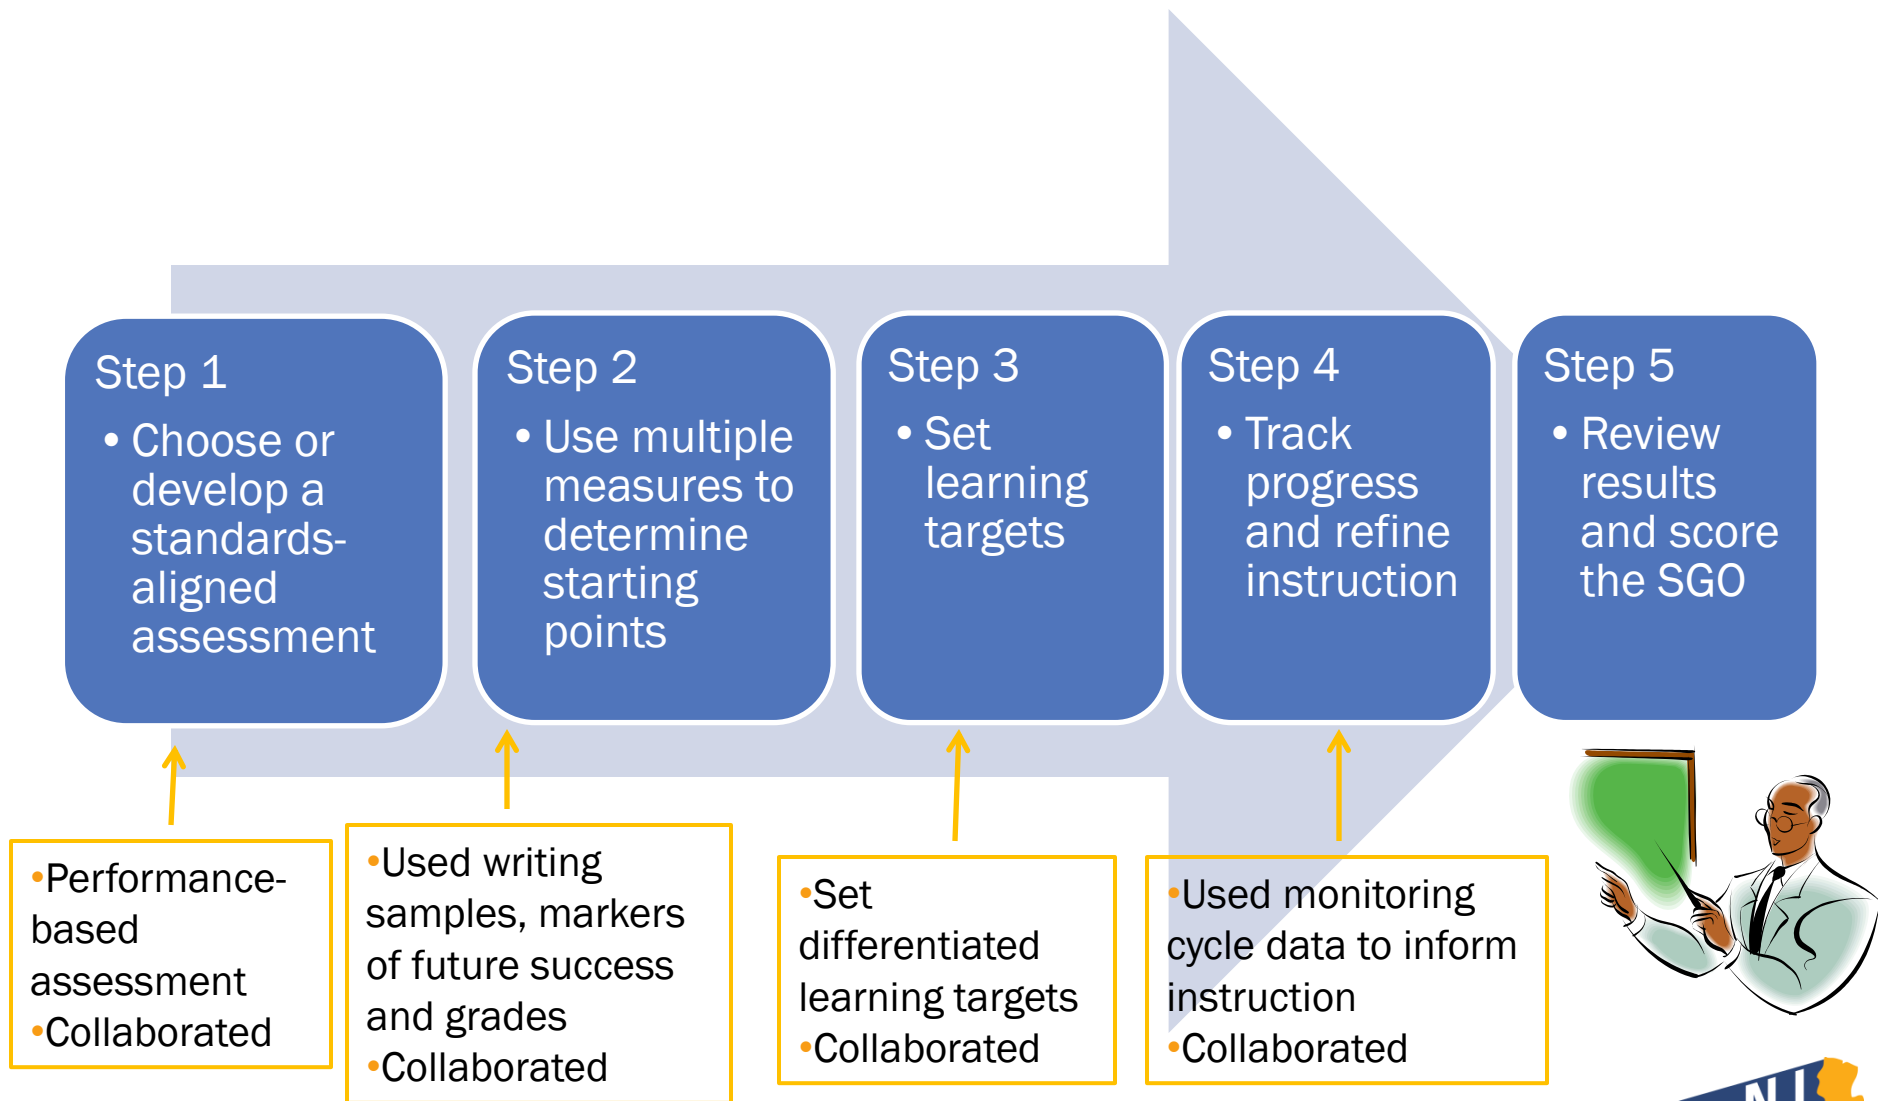 Step 1
• Choose or
develop a
standards-
aligned
assessment
Step 2
• Use multiple
measures to
determine
starting
points
Step 3
• Set
learning
targets
Step 4
• Track
progress
and refine
instruction
Step 5
• Review
results
and score
the SGO
•Performance-
based
assessment
•Collaborated
•Used writing
samples, markers
of future success
and grades
•Collaborated
•Set
differentiated
learning targets
•Collaborated
•Used monitoring
cycle data to inform
instruction
•Collaborated
NJ